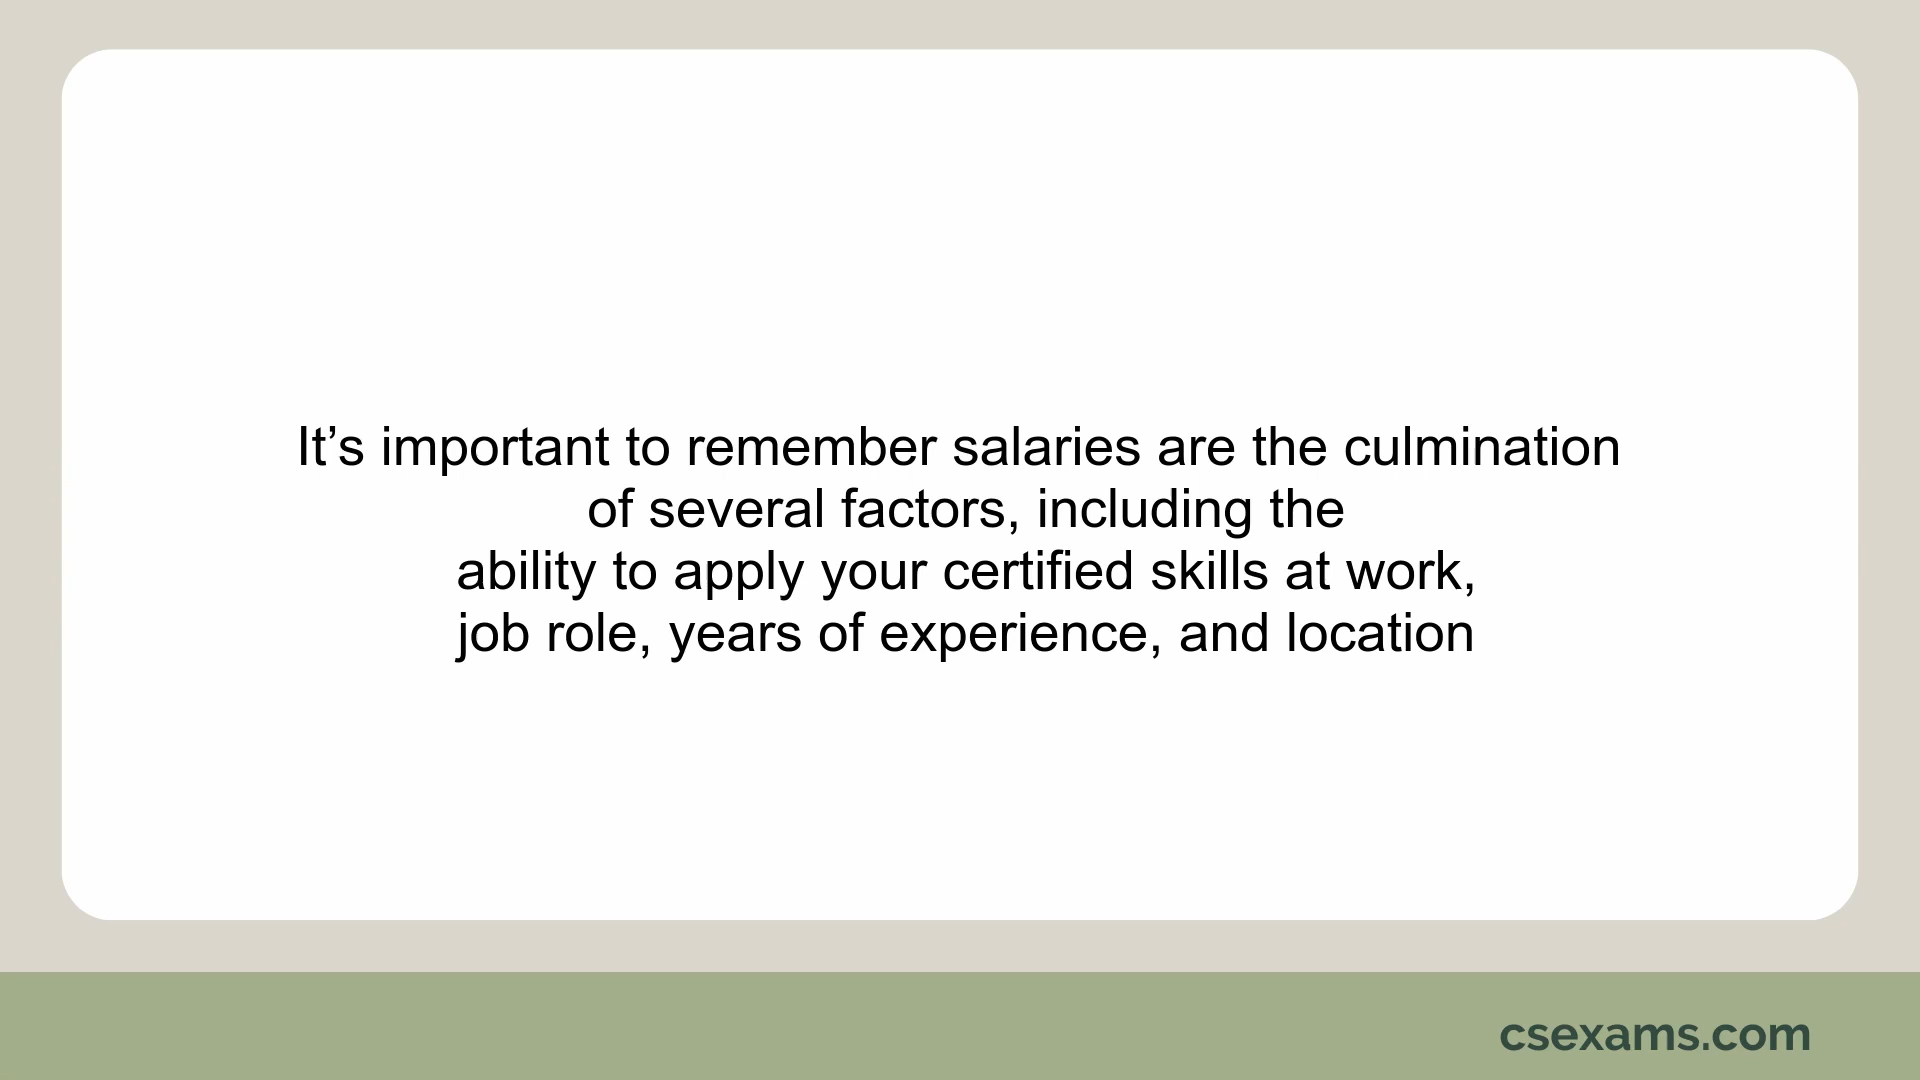 It’s important to remember salaries are the culmination
of several factors, including the
ability to apply your certified skills at work,
job role, years of experience, and location
csexams.com